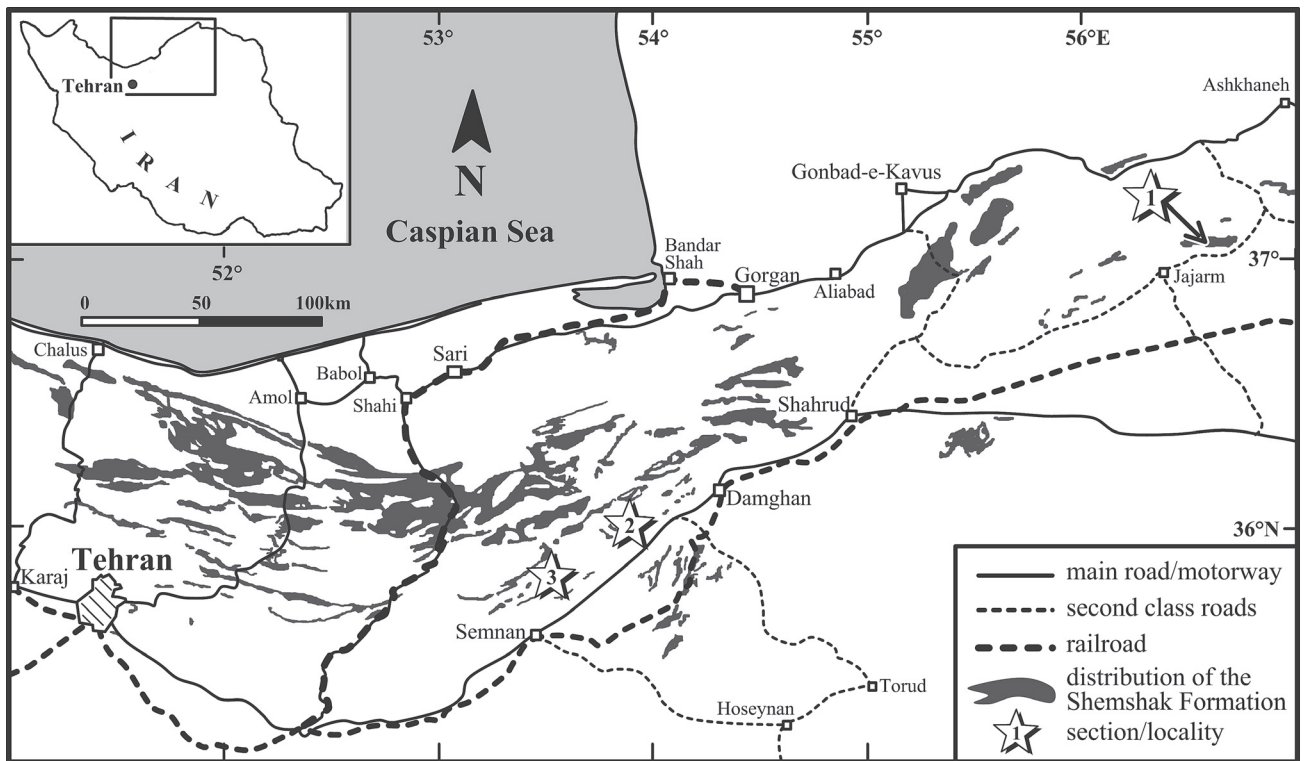 53°
54°
55°
56°E
Tehran
IRAN
Ashkhaneh
N
Caspian Sea
Gonbad-e-Kavus
1
52°
Bandar
Shah
Gorgan
Aliabad
37°
Jajarm
0 50 100km
Chalus
Sari
Babol
Amol
Shahi
Shahrud
Damghan
2
36°N
Tehran
Karaj
3
Semnan
Torud
Hoseynan
main road/motorway
second class roads
railroad
distribution of the
Shemshak Formation
1 section/locality